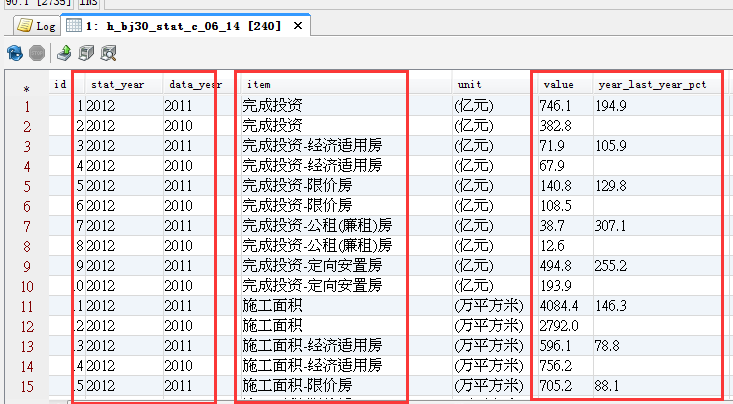 90.1 [2735] INS
Log 1: h_bj30_stat_c_06_14 [240] ×
* id stat_year data_year item unit value year_last_year_pct
1 1 2012 2011 完成投资 (亿元) 746.1 194.9
2 2 2012 2010 完成投资 (亿元) 382.8
3 3 2012 2011 完成投资-经济适用房 (亿元) 71.9 105.9
4 4 2012 2010 完成投资-经济适用房 (亿元) 67.9
5 5 2012 2011 完成投资-限价房 (亿元) 140.8 129.8
6 6 2012 2010 完成投资-限价房 (亿元) 108.5
7 7 2012 2011 完成投资-公租(廉租)房 (亿元) 38.7 307.1
8 8 2012 2010 完成投资-公租(廉租)房 (亿元) 12.6
9 9 2012 2011 完成投资-定向安置房 (亿元) 494.8 255.2
10 10 2012 2010 完成投资-定向安置房 (亿元) 193.9
11 11 2012 2011 施工面积 (万平方米) 4084.4 146.3
12 12 2012 2010 施工面积 (万平方米) 2792.0
13 13 2012 2011 施工面积-经济适用房 (万平方米) 596.1 78.8
14 14 2012 2010 施工面积-经济适用房 (万平方米) 756.2
15 15 2012 2011 施工面积-限价房 (万平方米) 705.2 88.1